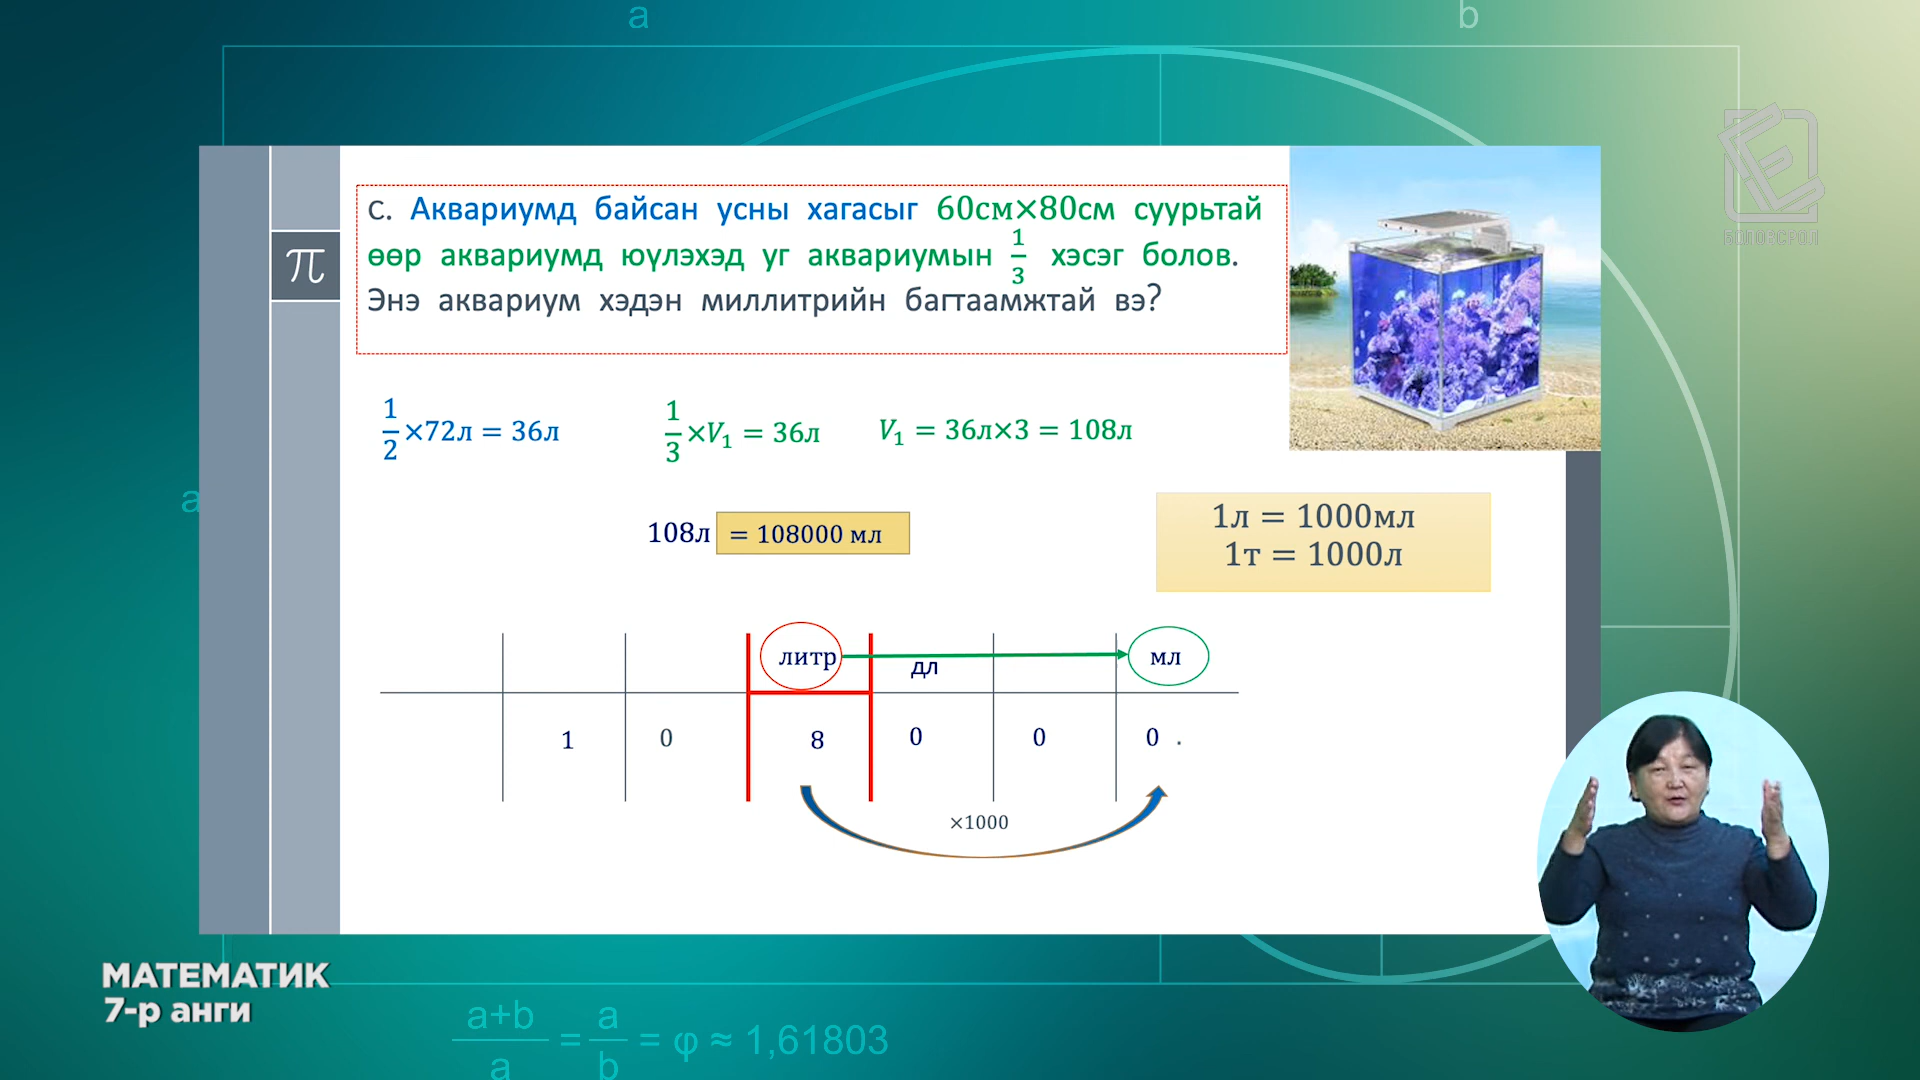 a b
π
c. Аквариумд байсан усны хагасыг 60см×80см суурьтай
өөр аквариумд юүлэхэд уг аквариумын 1/3 хэсэг болов.
Энэ аквариум хэдэн миллитрийн багтаамжтай вэ?
1/2 ×72л = 36л 1/3 ×V₁ = 36л V₁ = 36л×3 = 108л
a
108л = 108000 мл
1л = 1000мл
1т = 1000л
литр дл мл
1 0 8 0 0 0 .
×1000
БОЛОВСРОЛ
МАТЕМАТИК
7-р анги
a+b/a = a/b = φ ≈ 1,61803